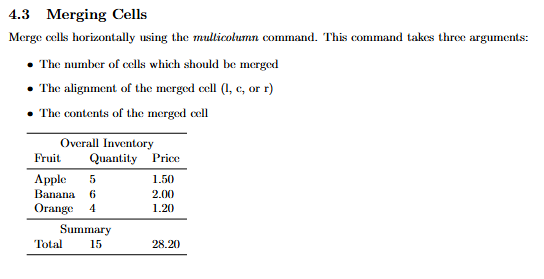 4.3 Merging Cells
Merge cells horizontally using the multicolumn command. This command takes three arguments:
• The number of cells which should be merged
• The alignment of the merged cell (l, c, or r)
• The contents of the merged cell
Overall Inventory
Fruit Quantity Price
Apple 5 1.50
Banana 6 2.00
Orange 4 1.20
Summary
Total 15 28.20